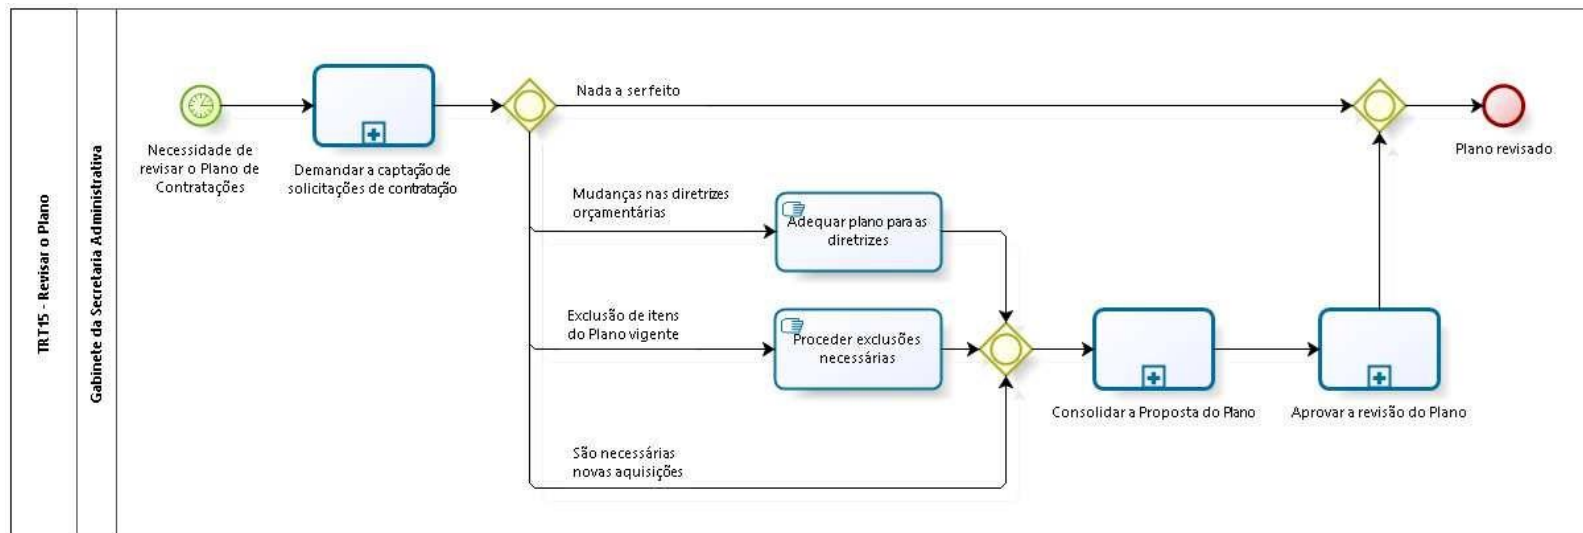 TRT15 - Revisar o Plano
Gabinete da Secretaria Administrativa
Necessidade de
revisar o Plano de
Contratações
Demandar a captação de
solicitações de contratação
Nada a ser feito
Plano revisado
Mudanças nas diretrizes
orçamentárias
Adequar plano para as
diretrizes
Exclusão de itens
do Plano vigente
Proceder exclusões
necessárias
Consolidar a Proposta do Plano
Aprovar a revisão do Plano
São necessárias
novas aquisições